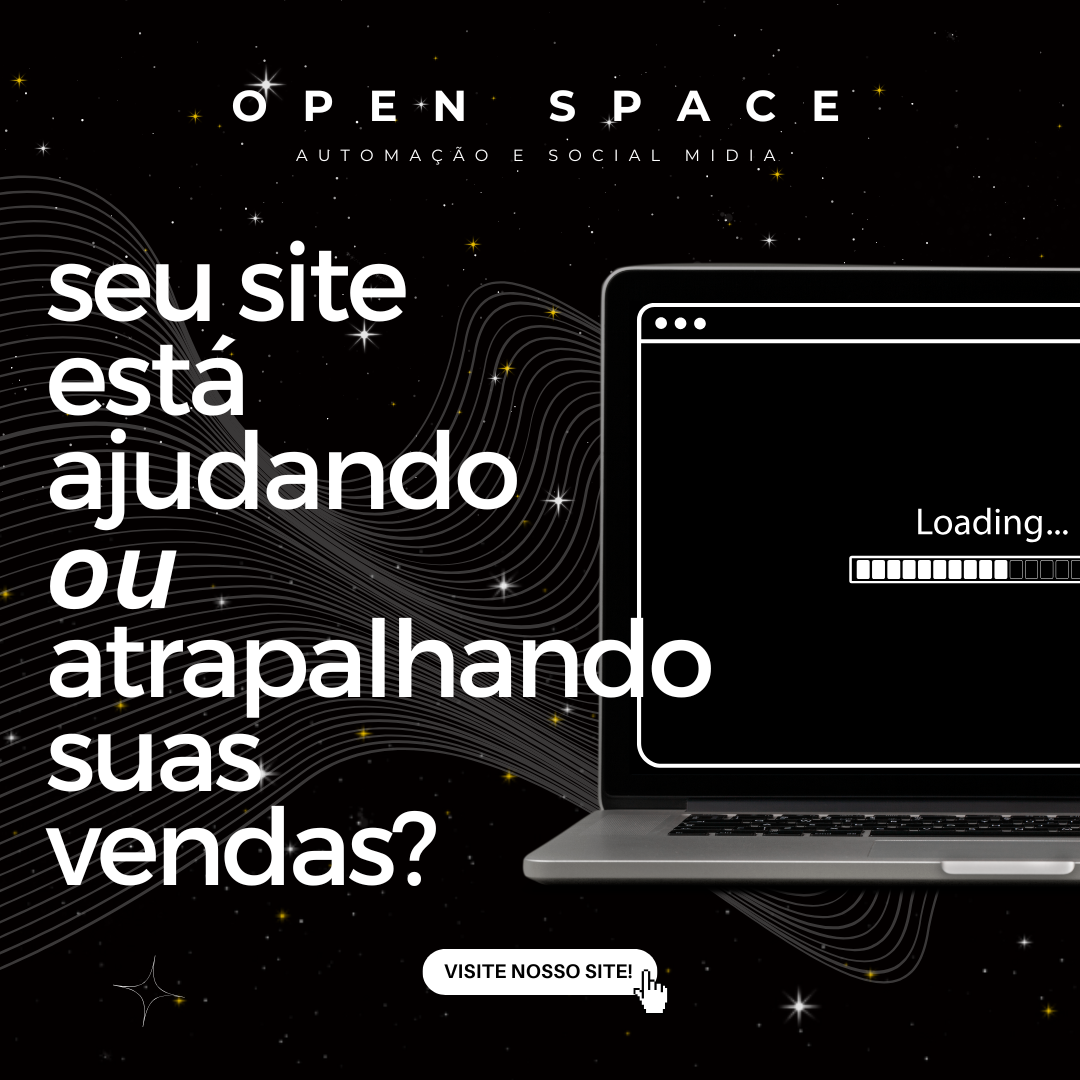 OPEN SPACE
AUTOMAÇÃO E SOCIAL MIDIA
seu site
está
ajudando
ou
atrapalhando
suas
vendas?
Loading...
VISITE NOSSO SITE!